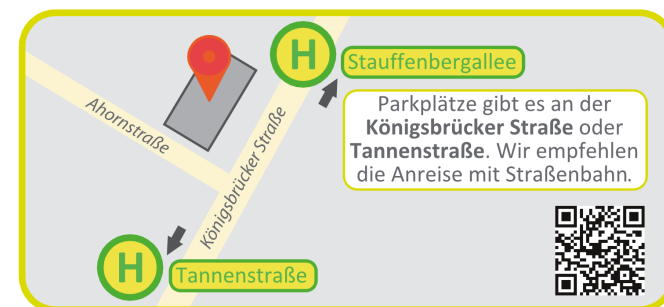 H
Stauffenbergallee
Parkplätze gibt es an der
Königsbrücker Straße oder
Tannenstraße. Wir empfehlen
die Anreise mit Straßenbahn.
Ahornstraße
Königsbrücker Straße
H
Tannenstraße